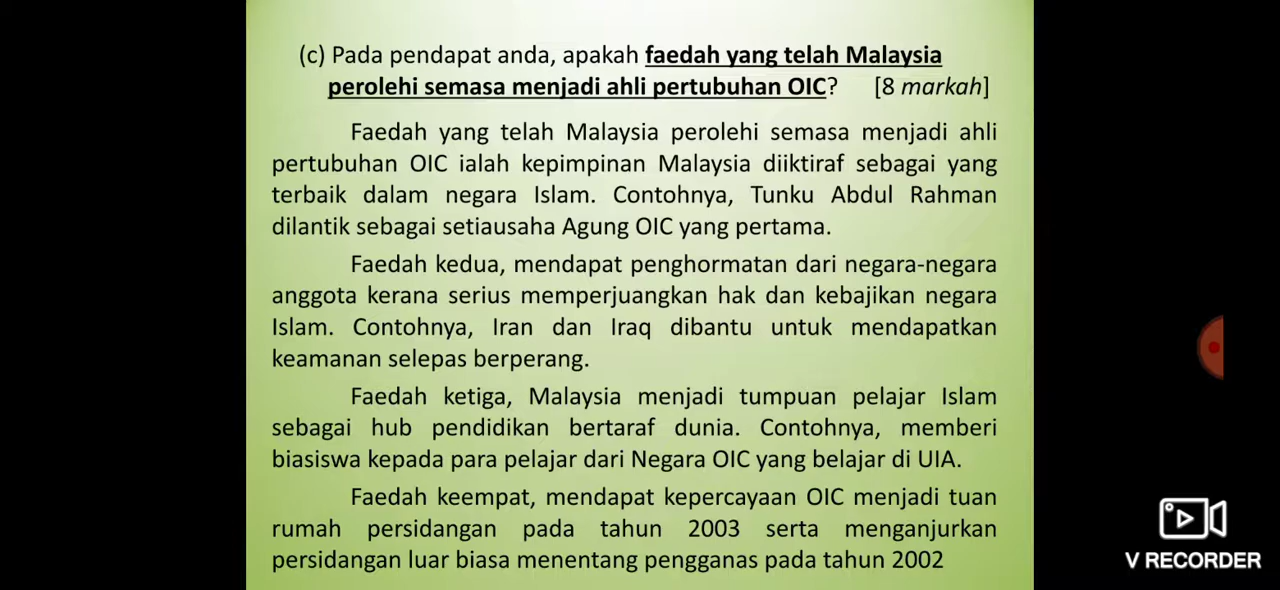 (c) Pada pendapat anda, apakah faedah yang telah Malaysia
perolehi semasa menjadi ahli pertubuhan OIC? [8 markah]
Faedah yang telah Malaysia perolehi semasa menjadi ahli
pertubuhan OIC ialah kepimpinan Malaysia diiktiraf sebagai yang
terbaik dalam negara Islam. Contohnya, Tunku Abdul Rahman
dilantik sebagai setiausaha Agung OIC yang pertama.
Faedah kedua, mendapat penghormatan dari negara-negara
anggota kerana serius memperjuangkan hak dan kebajikan negara
Islam. Contohnya, Iran dan Iraq dibantu untuk mendapatkan
keamanan selepas berperang.
Faedah ketiga, Malaysia menjadi tumpuan pelajar Islam
sebagai hub pendidikan bertaraf dunia. Contohnya, memberi
biasiswa kepada para pelajar dari Negara OIC yang belajar di UIA.
Faedah keempat, mendapat kepercayaan OIC menjadi tuan
rumah persidangan pada tahun 2003 serta menganjurkan
persidangan luar biasa menentang pengganas pada tahun 2002
V RECORDER